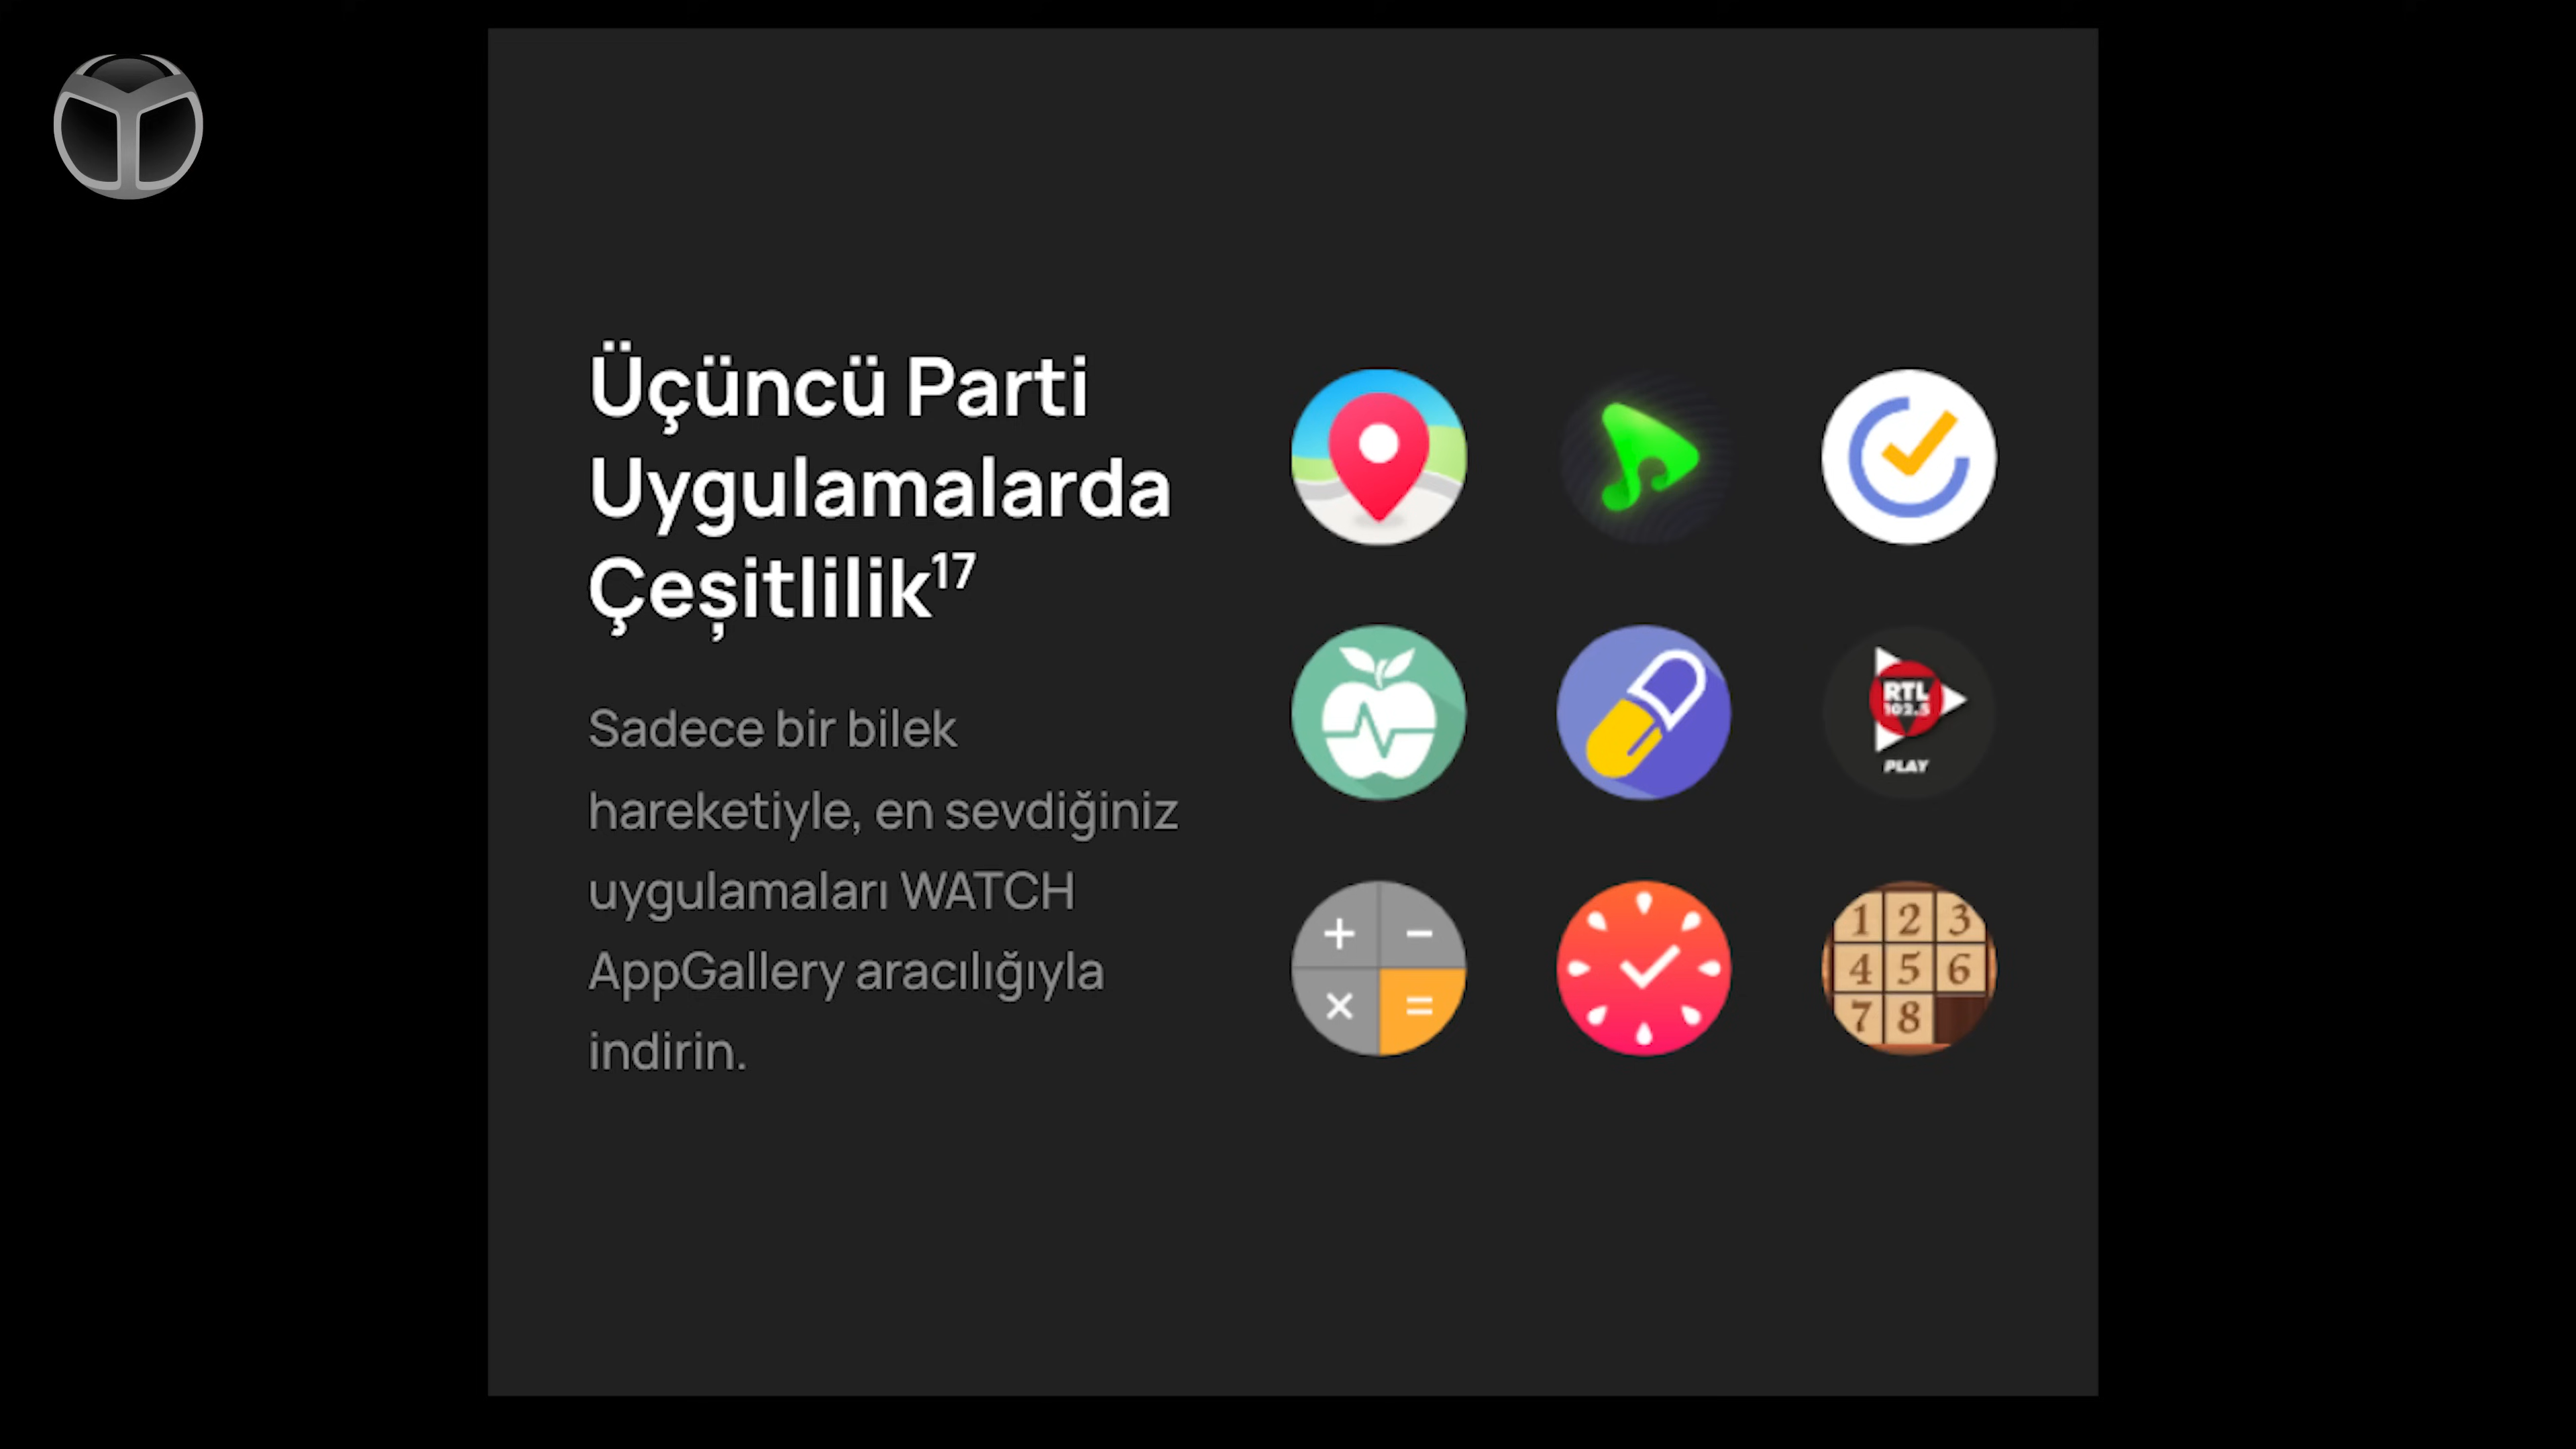 Üçüncü Parti
Uygulamalarda
Çeşitlilik17
Sadece bir bilek
hareketiyle, en sevdiğiniz
uygulamaları WATCH
AppGallery aracılığıyla
indirin.
RTL
102.5
PLAY
+ −
× =
1 2 3
4 5 6
7 8